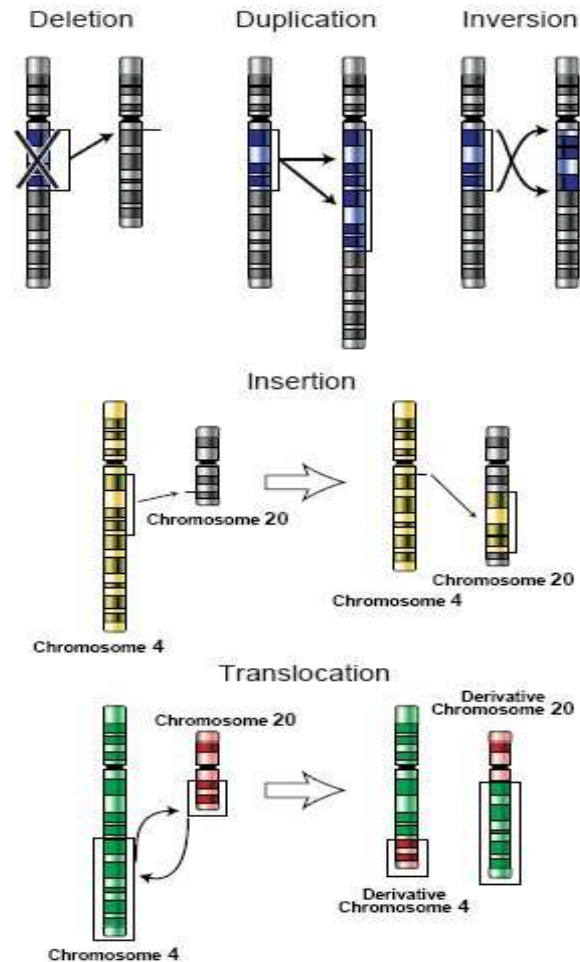 Deletion
Duplication
Inversion
Insertion
Chromosome 20
Chromosome 4
Chromosome 20
Chromosome 4
Translocation
Chromosome 20
Derivative
Chromosome 20
Derivative
Chromosome 4
Chromosome 4